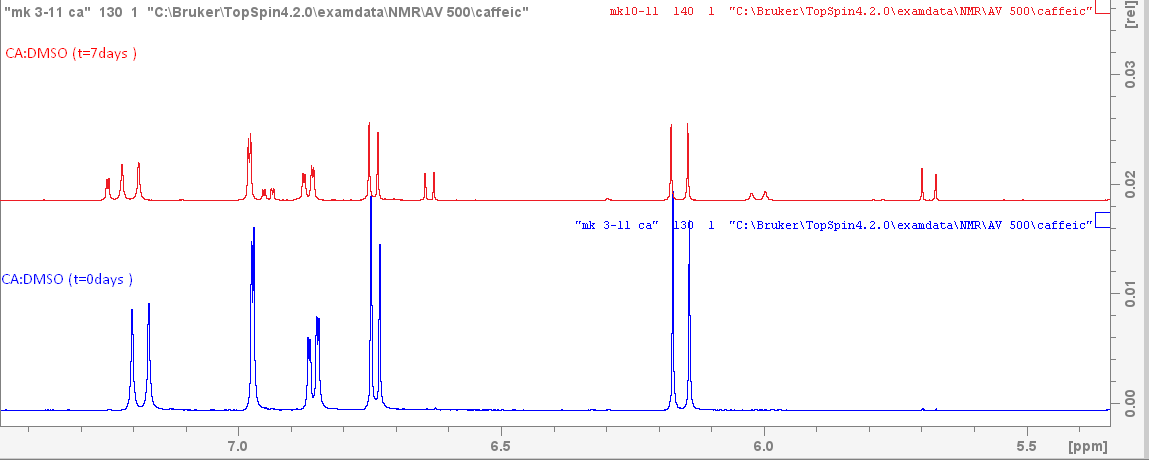 "mk 3-11 ca" 130 1 "C:\Bruker\TopSpin4.2.0\examdata\NMR\AV 500\caffeic"
mk10-11 140 1 "C:\Bruker\TopSpin4.2.0\examdata\NMR\AV 500\caffeic"
[rel]
CA:DMSO (t=7days )
0.03
0.02
"mk 3-11 ca" 130 1 "C:\Bruker\TopSpin4.2.0\examdata\NMR\AV 500\caffeic"
CA:DMSO (t=0days )
0.01
0.00
7.0 6.5 6.0 5.5 [ppm]